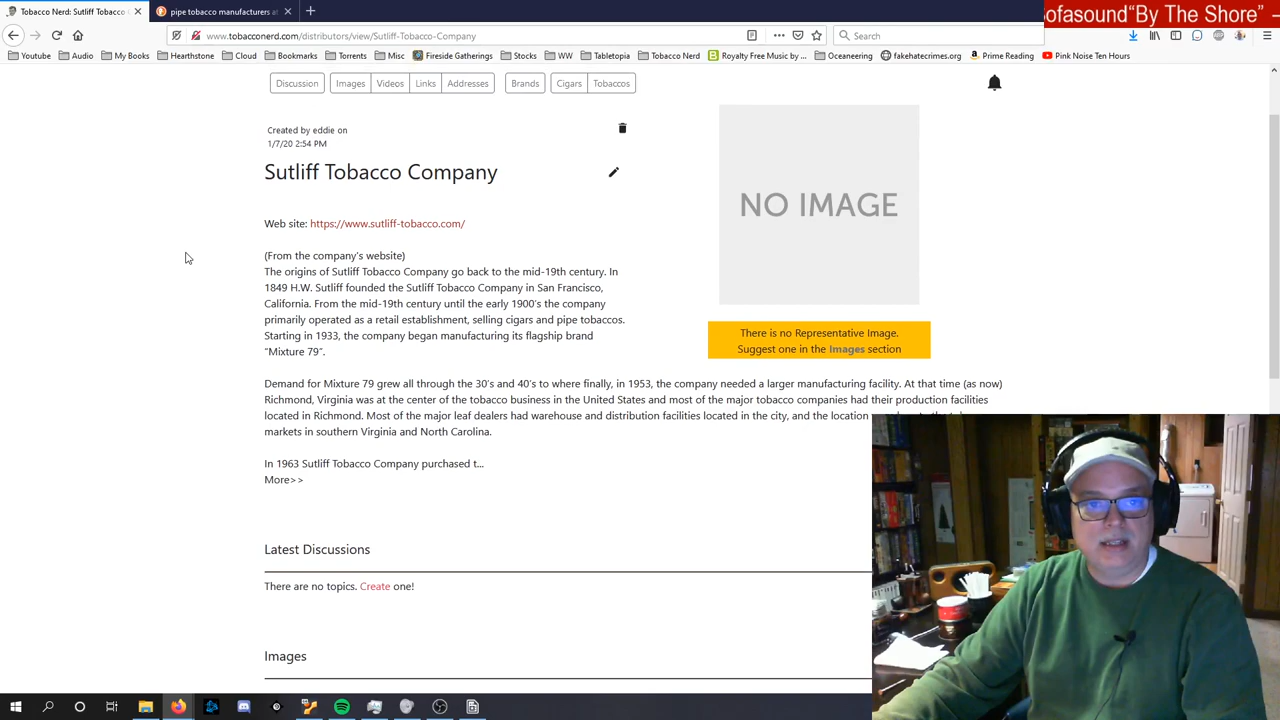 Tobacco Nerd: Sutliff Tobacco
pipe tobacco manufacturers
ofasound"By The Shore"
www.tobacconerd.com/distributors/view/Sutliff-Tobacco-Company
Search
Youtube Audio My Books Hearthstone Cloud Bookmarks Torrents Misc Fireside Gatherings Stocks WW Tabletopia Tobacco Nerd Royalty Free Music by ... Oceaneering fakehatecrimes.org Prime Reading Pink Noise Ten Hours
Discussion Images Videos Links Addresses Brands Cigars Tobaccos
Created by eddie on
1/7/20 2:54 PM
Sutliff Tobacco Company
NO IMAGE
Web site: https://www.sutliff-tobacco.com/
(From the company's website)
The origins of Sutliff Tobacco Company go back to the mid-19th century. In
1849 H.W. Sutliff founded the Sutliff Tobacco Company in San Francisco,
California. From the mid-19th century until the early 1900's the company
primarily operated as a retail establishment, selling cigars and pipe tobaccos.
Starting in 1933, the company began manufacturing its flagship brand
"Mixture 79".
There is no Representative Image.
Suggest one in the Images section
Demand for Mixture 79 grew all through the 30's and 40's to where finally, in 1953, the company needed a larger manufacturing facility. At that time (as now)
Richmond, Virginia was at the center of the tobacco business in the United States and most of the major tobacco companies had their production facilities
located in Richmond. Most of the major leaf dealers had warehouse and distribution facilities located in the city, and the location
markets in southern Virginia and North Carolina.
In 1963 Sutliff Tobacco Company purchased t...
More>>
Latest Discussions
There are no topics. Create one!
Images